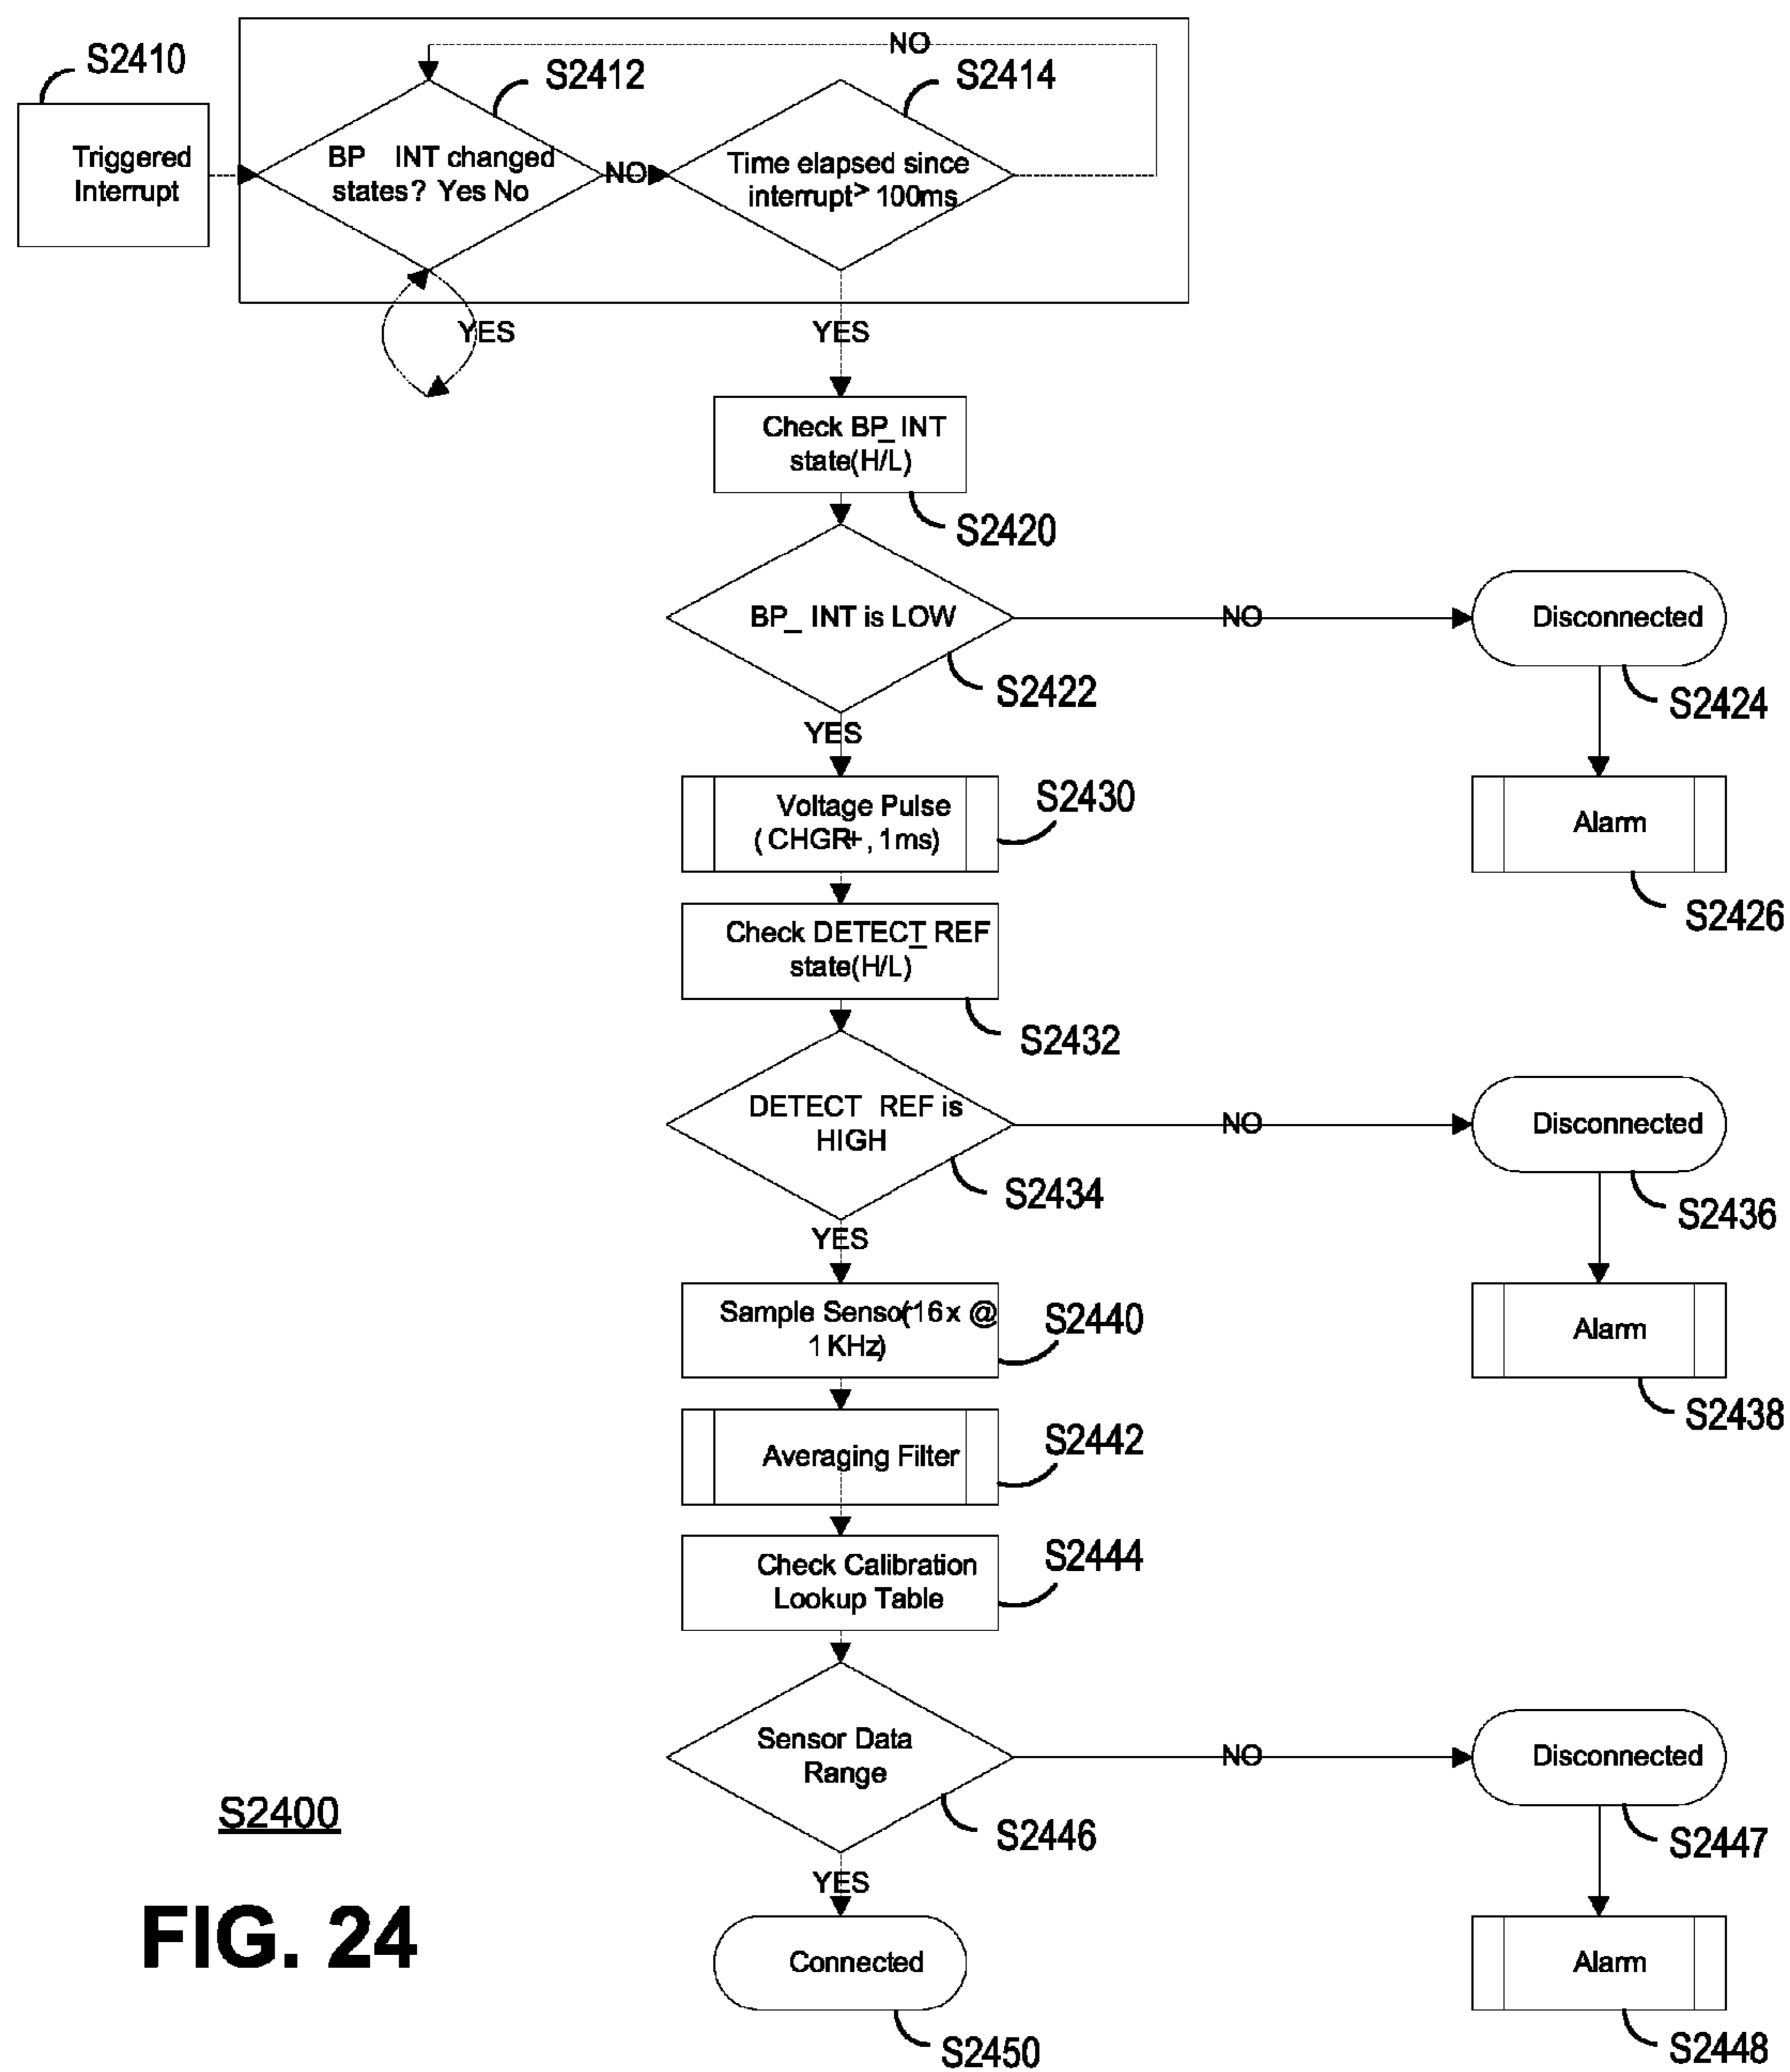 S2410
NO
S2412
S2414
Triggered
Interrupt
BP INT changed
states? Yes No
NO
Time elapsed since
interrupt> 100ms
YES
YES
Check BP_INT
state(H/L)
S2420
BP_ INT is LOW
NO
Disconnected
S2422
S2424
YES
Voltage Pulse
(CHGR+, 1ms)
S2430
Alarm
S2426
Check DETECT_REF
state(H/L)
S2432
DETECT REF is
HIGH
NO
Disconnected
S2434
S2436
YES
Sample Sensor(16x @
1KHz)
S2440
Alarm
S2438
Averaging Filter
S2442
Check Calibration
Lookup Table
S2444
Sensor Data
Range
NO
Disconnected
S2446
S2447
YES
Connected
S2450
Alarm
S2448
S2400
FIG. 24